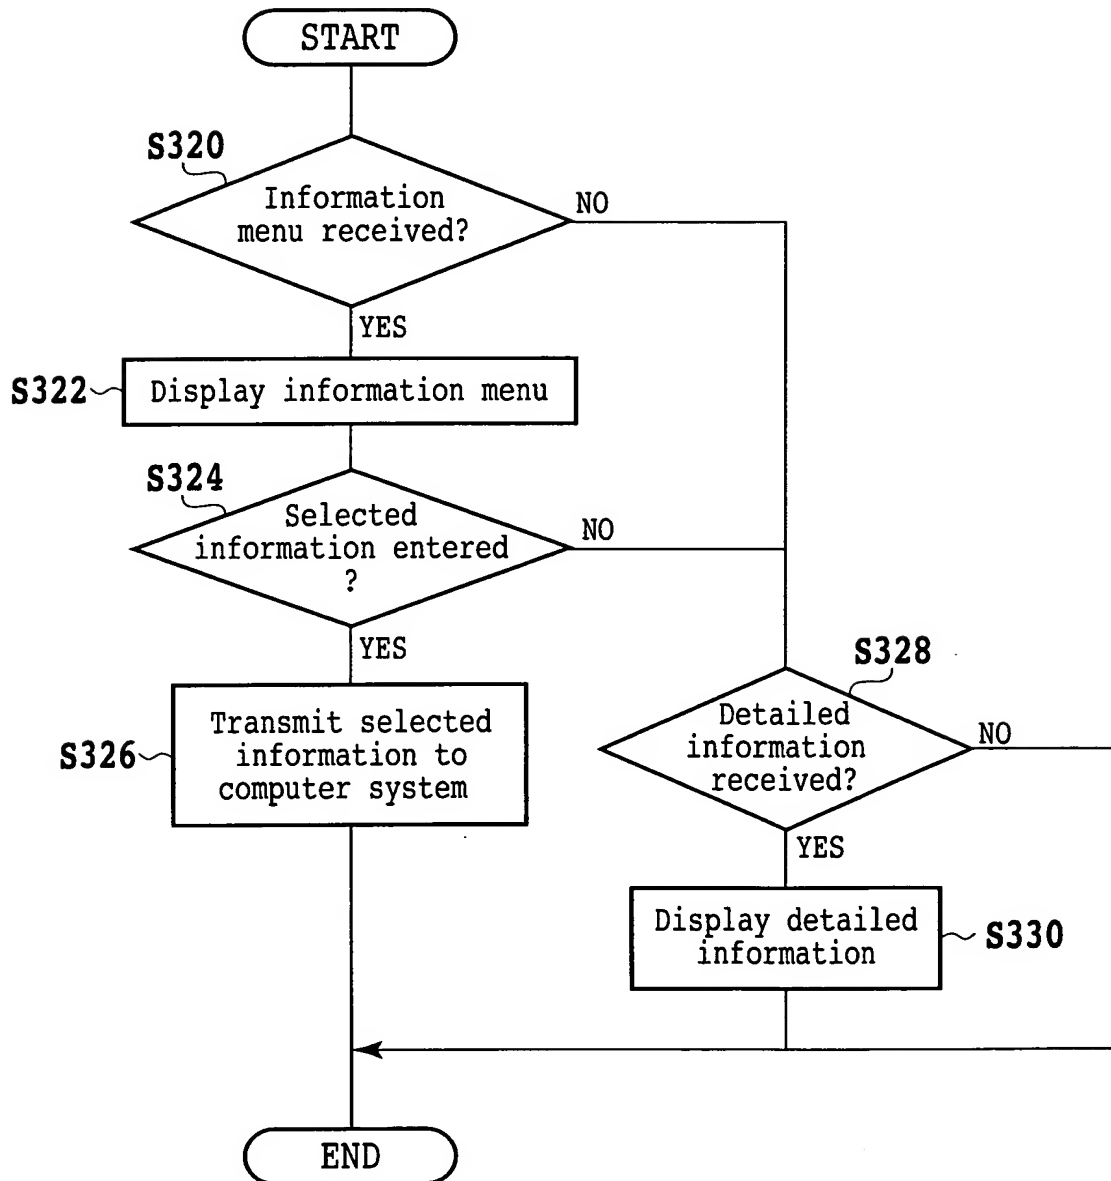 START
S320
Information
menu received?
NO
YES
S322
Display information menu
S324
Selected
information entered
?
NO
YES
S326
Transmit selected
information to
computer system
S328
Detailed
information
received?
NO
YES
Display detailed
information
S330
END